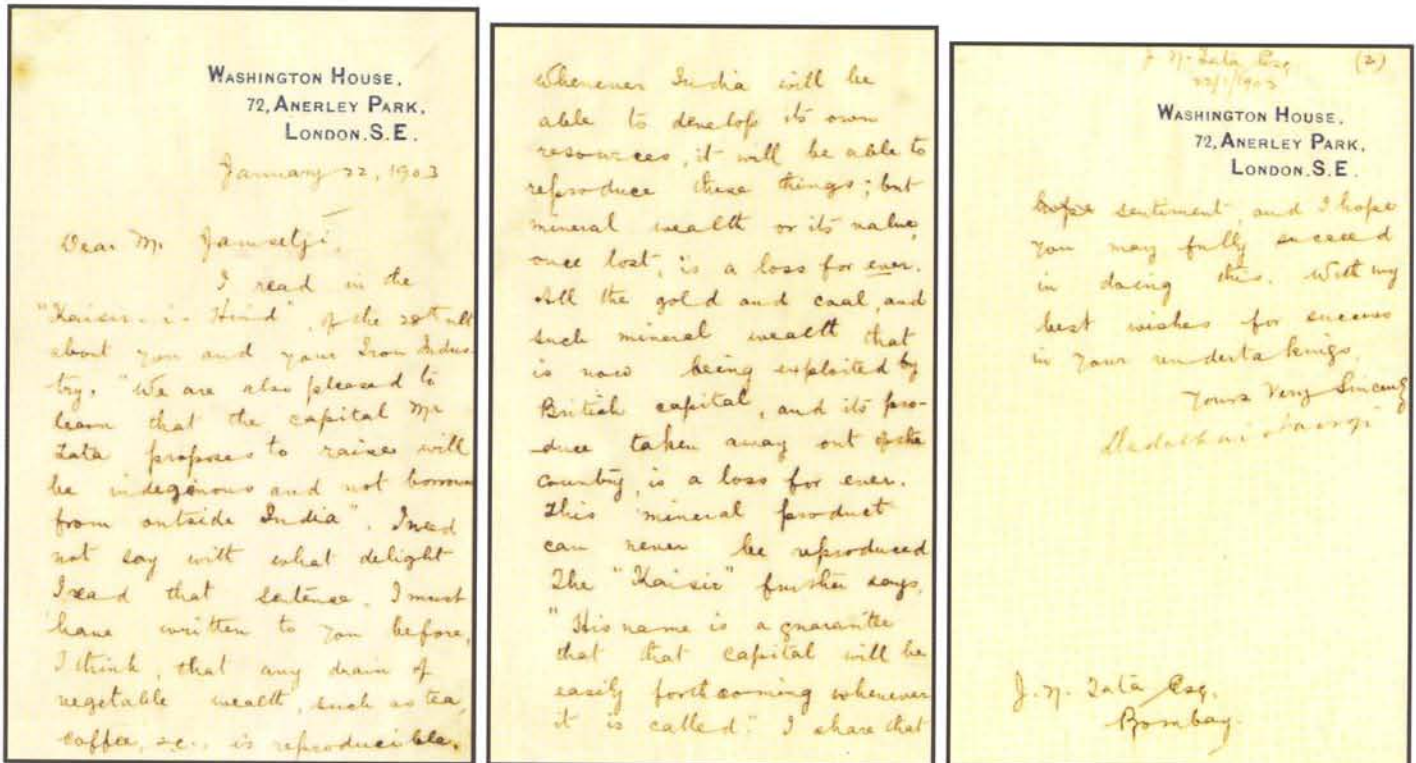 WASHINGTON HOUSE,
72, ANERLEY PARK,
LONDON. S.E.
January 22, 1903
Dear Mr. Jamsetji,
I read in the
"Kaiser-i-Hind", of the 28th ult
about you and your Iron Indus-
try. "We are also pleased to
learn that the capital Mr
Tata proposes to raise will
be indegenous and not borrow
from outside India". I need
not say with what delight
I read that sentence. I must
have written to you before,
I think, that any drain of
vegetable wealth, such as tea,
coffee, &c., is reproducible.
Whenever India will be
able to develop its own
resources, it will be able to
reproduce these things; but
mineral wealth or its value,
once lost, is a loss for ever.
All the gold and coal, and
such mineral wealth that
is now being exploited by
British capital, and its pro-
duce taken away out of the
country, is a loss for ever.
This mineral product
can never be reproduced
The "Kaisir" further says,
"His name is a guarantee
that that capital will be
easily forthcoming whenever
it is called." I share that
J. N. Tata Esq. (2)
22/1/1903
WASHINGTON HOUSE,
72, ANERLEY PARK,
LONDON. S.E.
sentiment, and I hope
you may fully succeed
in doing this. With my
best wishes for success
in your undertakings.
Yours Very Sincerely
Dadabhai Naoroji
J. N. Tata Esq.
Bombay.